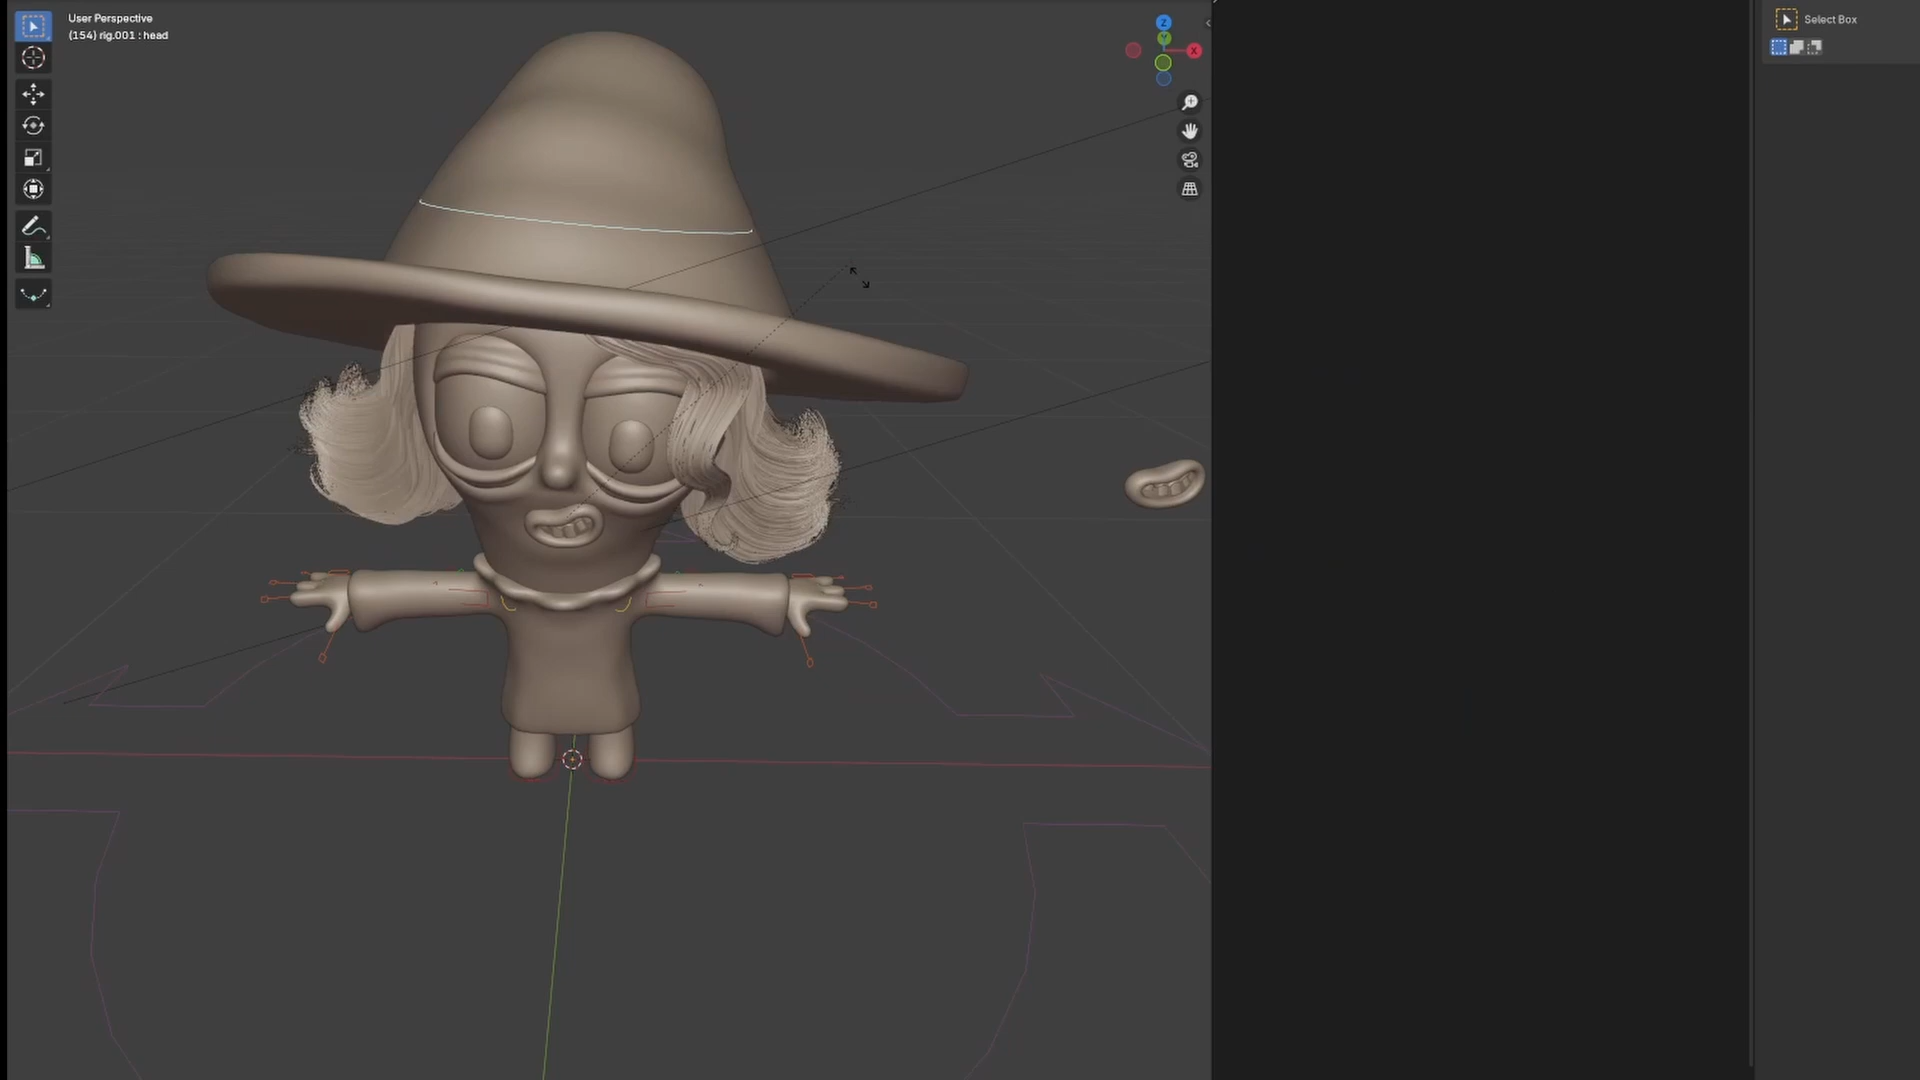 User Perspective
(154) rig.001 : head
Z
Y
X
Select Box